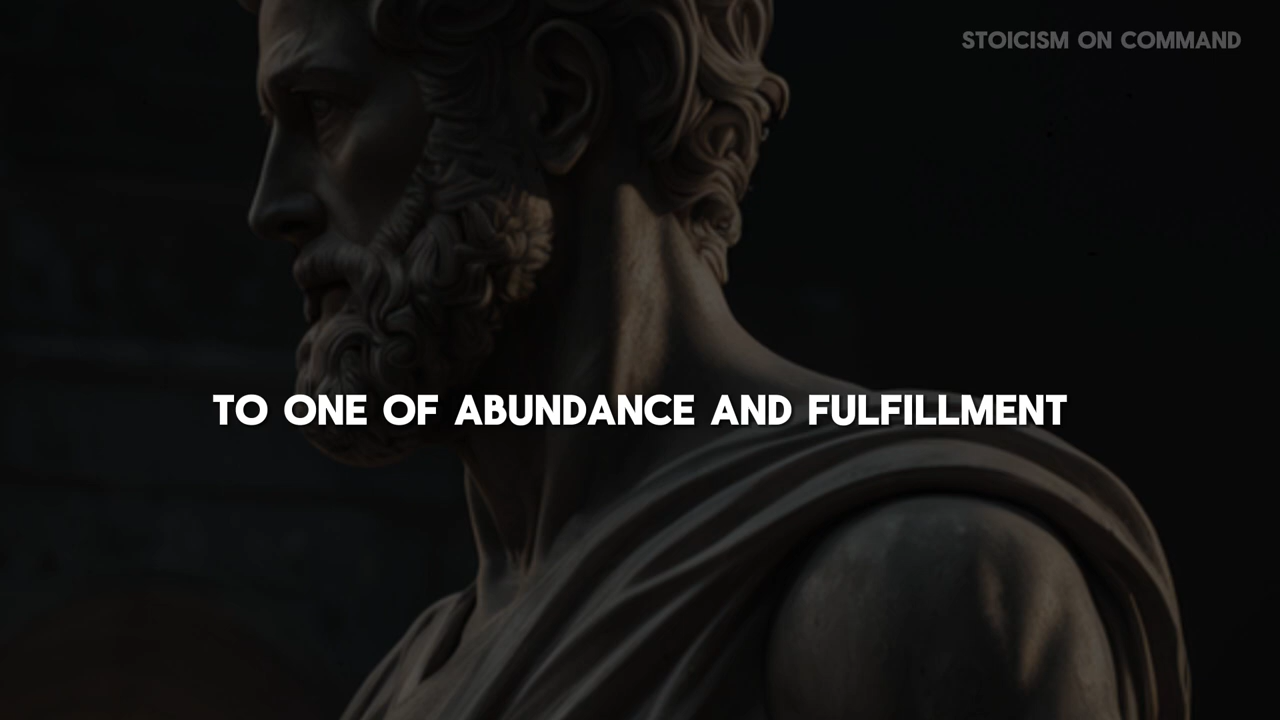 STOICISM ON COMMAND
TO ONE OF ABUNDANCE AND FULFILLMENT